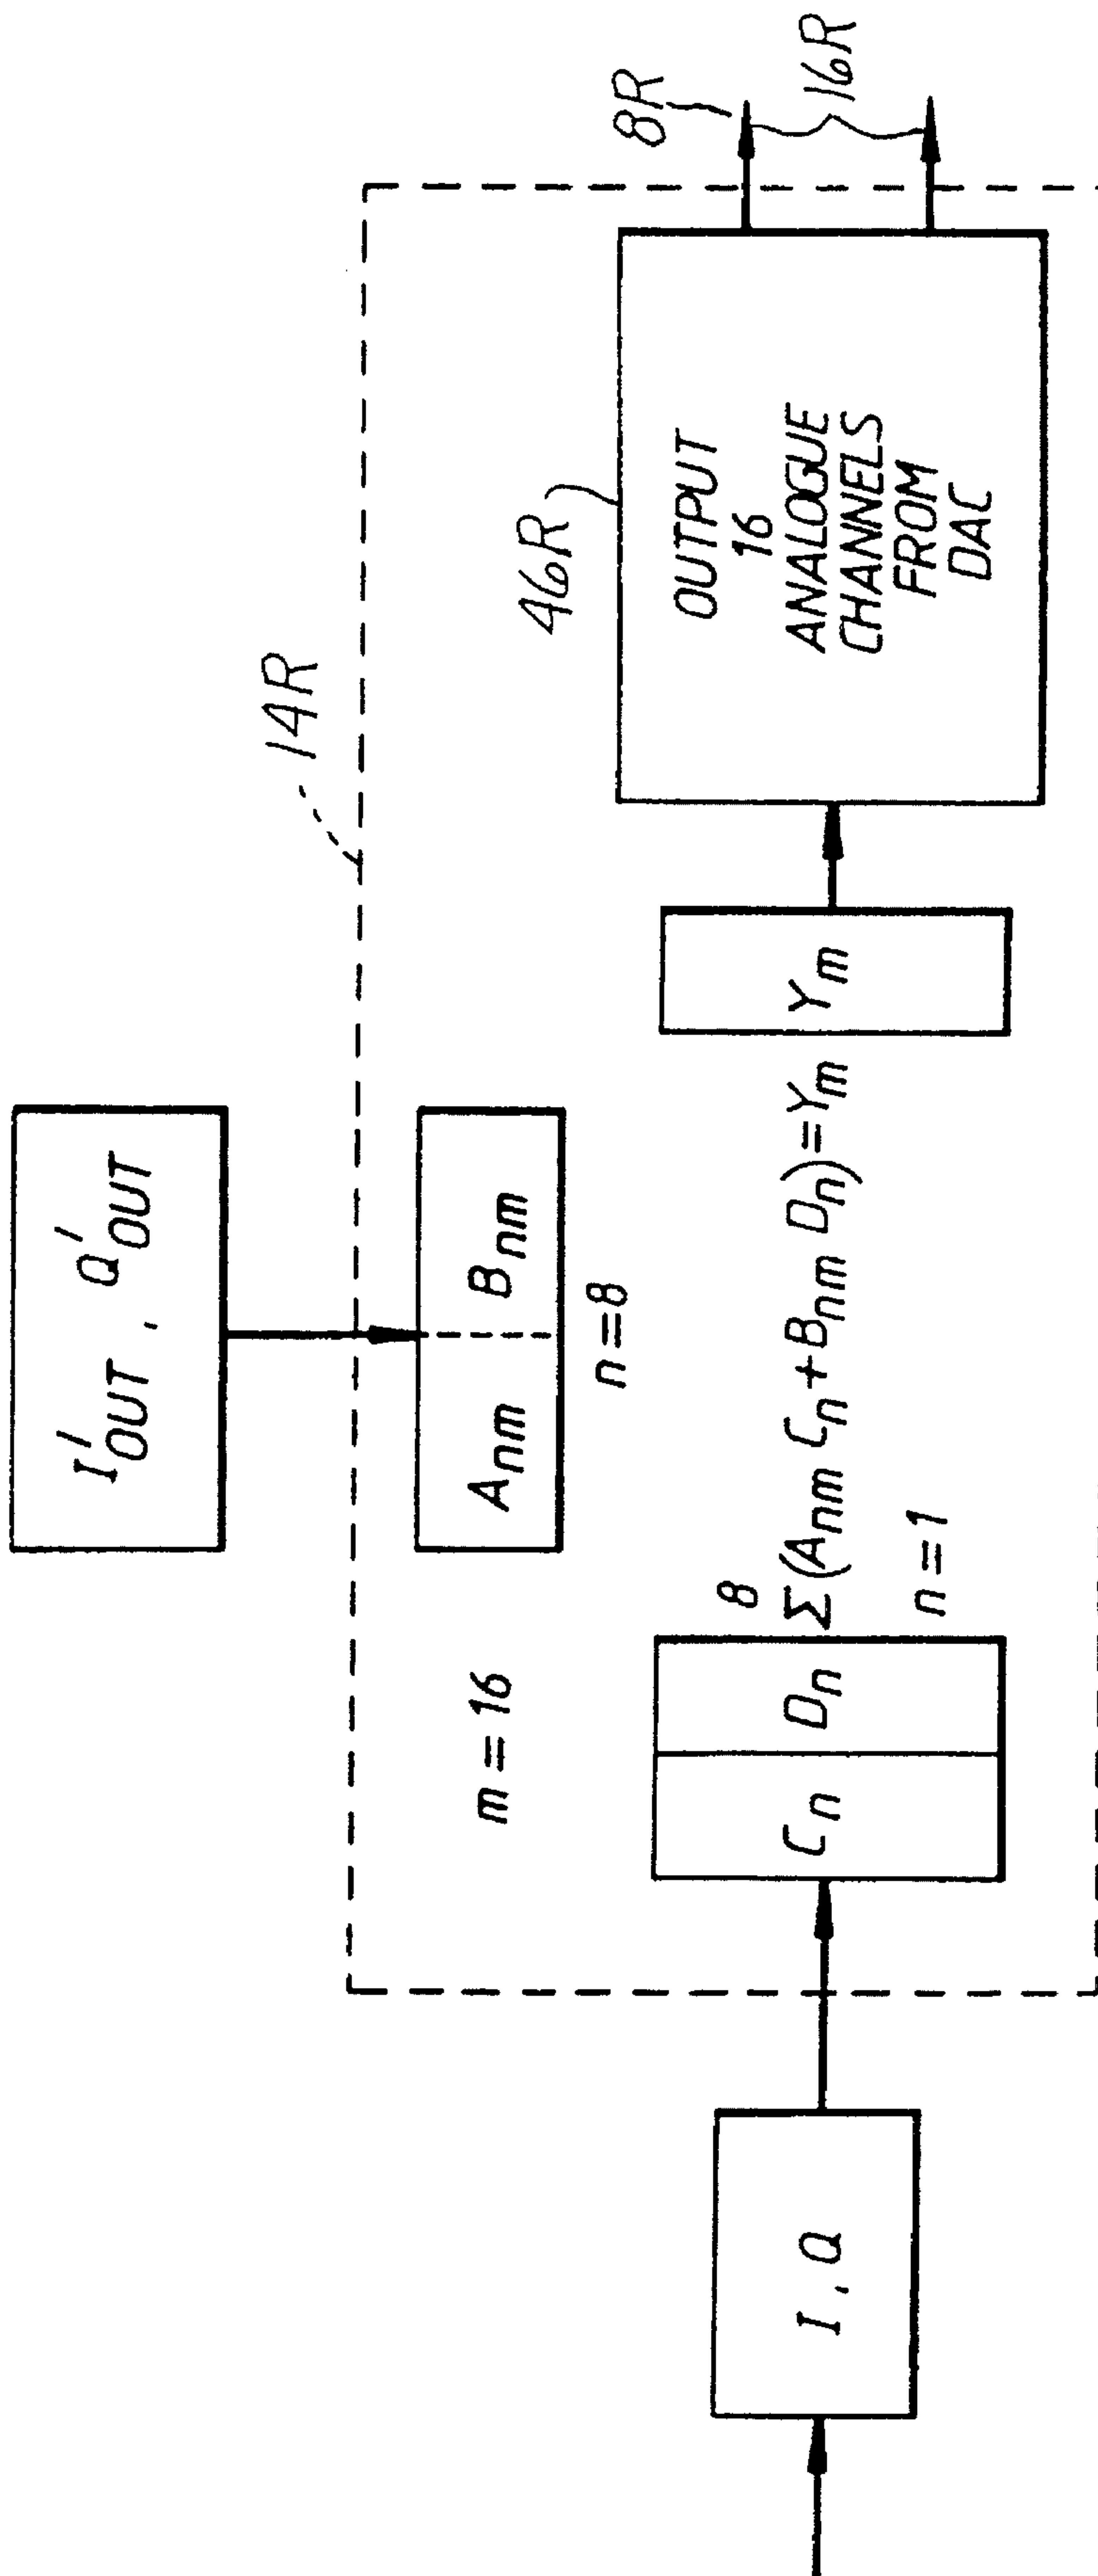 I'OUT , Q'OUT
14R
Anm Bnm
n=8
m = 16
46R
8R
16R
I, Q
Cn Dn
8
Σ(Anm Cn + Bnm Dn)=Ym
n=1
Ym
OUTPUT
16
ANALOGUE
CHANNELS
FROM
DAC